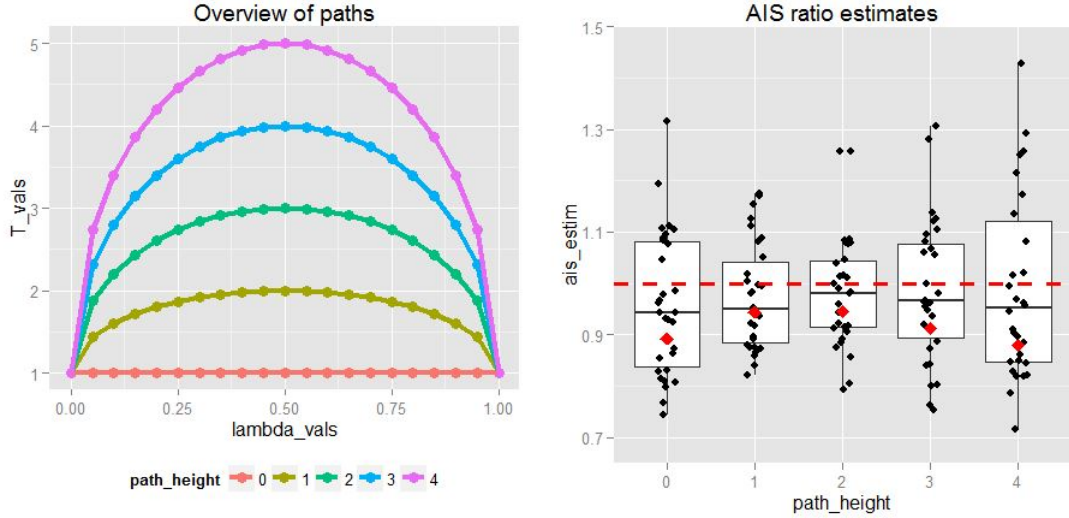 Overview of paths
T_vals
5
4
3
2
1
0.00 0.25 0.50 0.75 1.00
lambda_vals
path_height 0 1 2 3 4
AIS ratio estimates
ais_estim
1.5
1.3
1.1
0.9
0.7
0 1 2 3 4
path_height